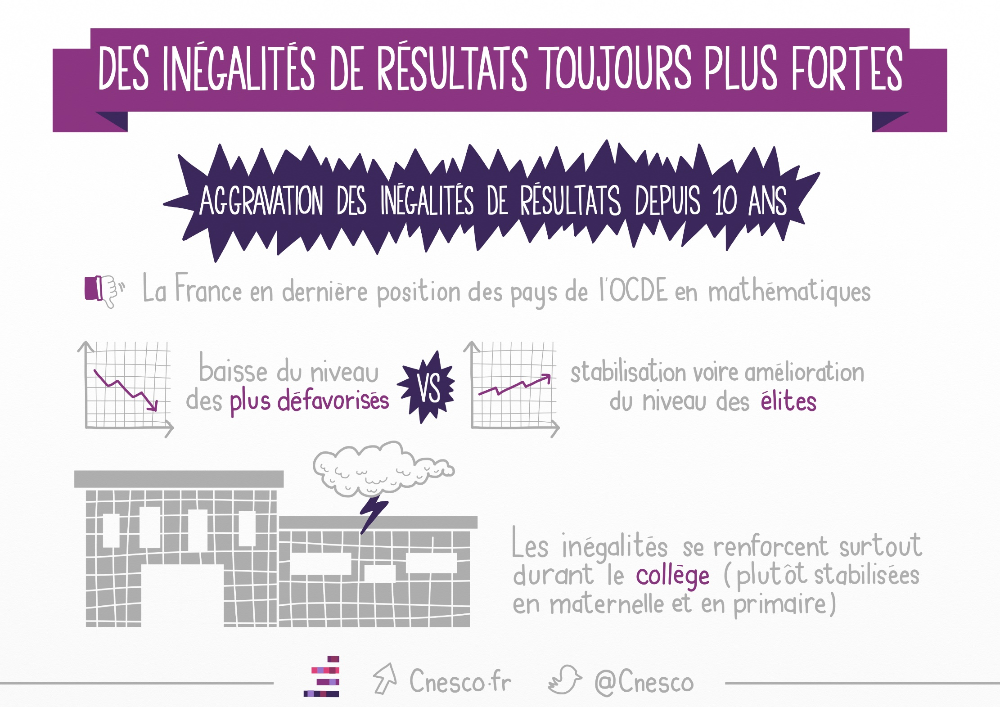 DES INÉGALITÉS DE RÉSULTATS TOUJOURS PLUS FORTES
AGGRAVATION DES INÉGALITÉS DE RÉSULTATS DEPUIS 10 ANS
La France en dernière position des pays de l'OCDE en mathématiques
baisse du niveau
des plus défavorisés
VS
stabilisation voire amélioration
du niveau des élites
Les inégalités se renforcent surtout
durant le collège (plutôt stabilisées
en maternelle et en primaire)
Cnesco.fr
@Cnesco